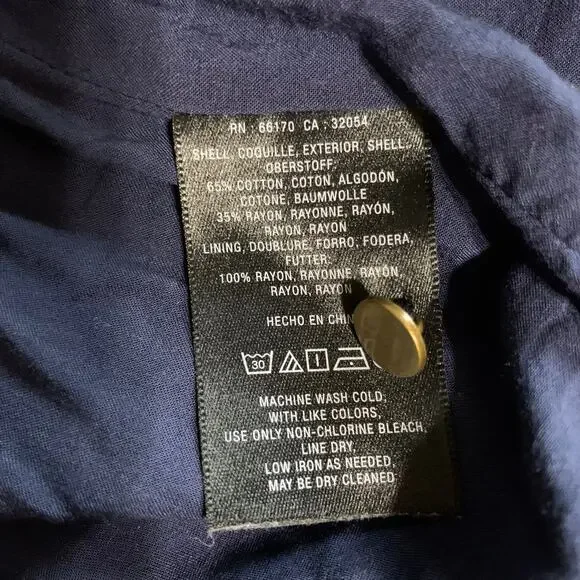 RN : 66170 CA : 32054
SHELL, COQUILLE, EXTERIOR, SHELL,
OBERSTOFF:
65% COTTON, COTON, ALGODÓN,
COTONE, BAUMWOLLE
35% RAYON, RAYONNE, RAYÓN,
RAYON, RAYON
LINING, DOUBLURE, FORRO, FODERA,
FUTTER:
100% RAYON, RAYONNE, RAYÓN,
RAYON, RAYON
HECHO EN
30
MACHINE WASH COLD,
WITH LIKE COLORS,
USE ONLY NON-CHLORINE BLEACH,
LINE DRY,
LOW IRON AS NEEDED,
MAY BE DRY CLEANED